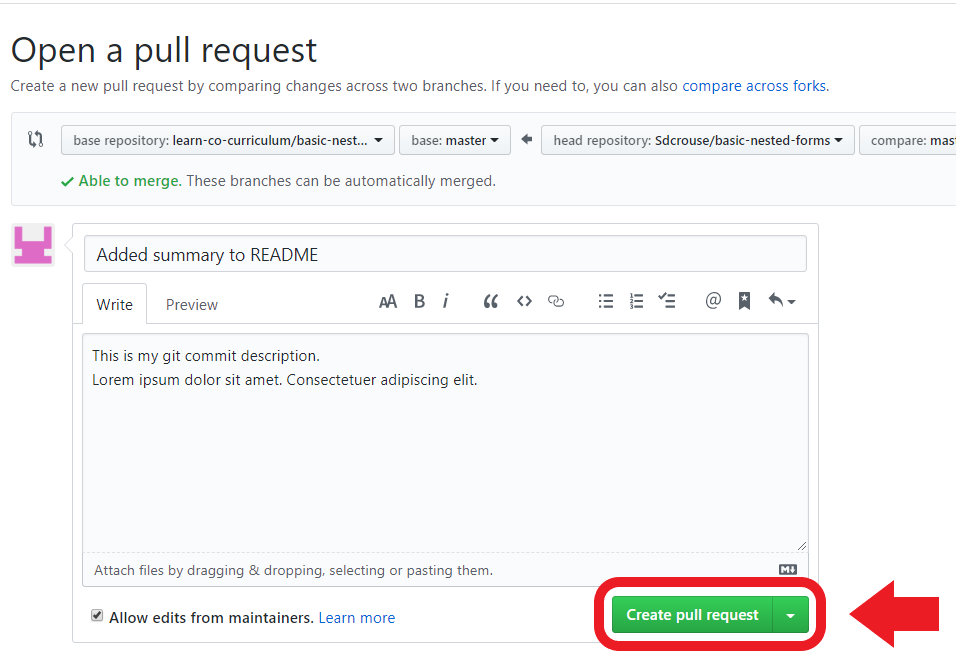 Open a pull request
Create a new pull request by comparing changes across two branches. If you need to, you can also compare across forks.
base repository: learn-co-curriculum/basic-nest... base: master head repository: Sdcrouse/basic-nested-forms compare: mas
Able to merge. These branches can be automatically merged.
Added summary to README
Write Preview AA B i @
This is my git commit description.
Lorem ipsum dolor sit amet. Consectetuer adipiscing elit.
Attach files by dragging & dropping, selecting or pasting them. M
Allow edits from maintainers. Learn more Create pull request